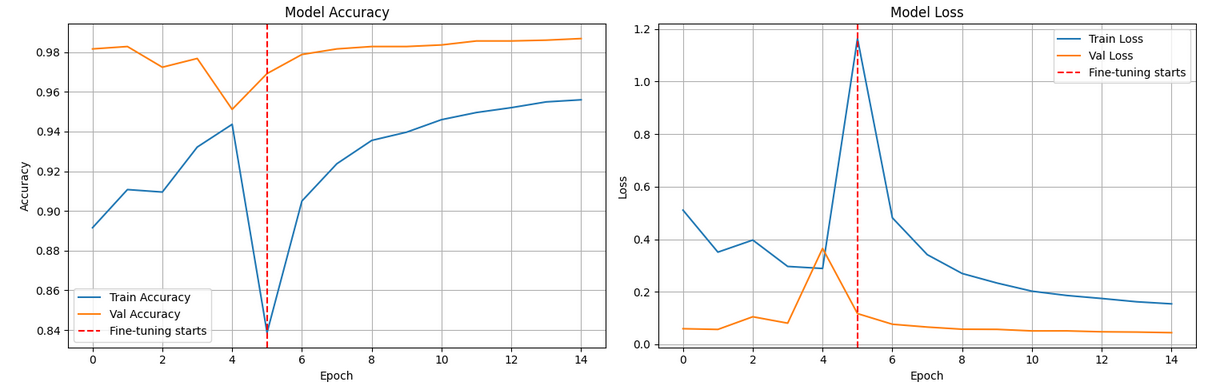 Model Accuracy
0.98
0.96
0.94
0.92
0.90
0.88
0.86
0.84
Accuracy
Train Accuracy
Val Accuracy
Fine-tuning starts
0 2 4 6 8 10 12 14
Epoch
Model Loss
1.2
1.0
0.8
0.6
0.4
0.2
0.0
Loss
Train Loss
Val Loss
Fine-tuning starts
0 2 4 6 8 10 12 14
Epoch